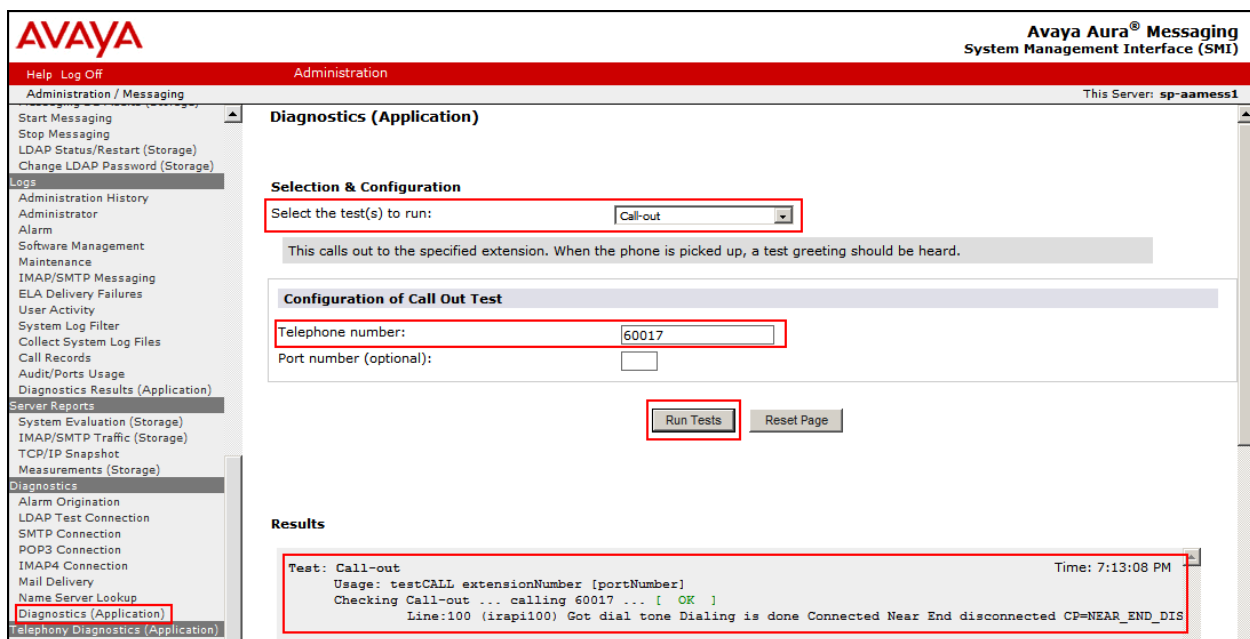 AVAYA
Avaya Aura® Messaging
System Management Interface (SMI)
Help Log Off
Administration
Administration / Messaging
This Server: sp-aamess1
Start Messaging
Stop Messaging
LDAP Status/Restart (Storage)
Change LDAP Password (Storage)
Logs
Administration History
Administrator
Alarm
Software Management
Maintenance
IMAP/SMTP Messaging
ELA Delivery Failures
User Activity
System Log Filter
Collect System Log Files
Call Records
Audit/Ports Usage
Diagnostics Results (Application)
Server Reports
System Evaluation (Storage)
IMAP/SMTP Traffic (Storage)
TCP/IP Snapshot
Measurements (Storage)
Diagnostics
Alarm Origination
LDAP Test Connection
SMTP Connection
POP3 Connection
IMAP4 Connection
Mail Delivery
Name Server Lookup
Diagnostics (Application)
Telephony Diagnostics (Application)
Diagnostics (Application)
Selection & Configuration
Select the test(s) to run: Call-out
This calls out to the specified extension. When the phone is picked up, a test greeting should be heard.
Configuration of Call Out Test
Telephone number: 60017
Port number (optional):
Run Tests Reset Page
Results
Test: Call-out Time: 7:13:08 PM
Usage: testCALL extensionNumber [portNumber]
Checking Call-out ... calling 60017 ... [ OK ]
Line:100 (irapi100) Got dial tone Dialing is done Connected Near End disconnected CP=NEAR_END_DIS